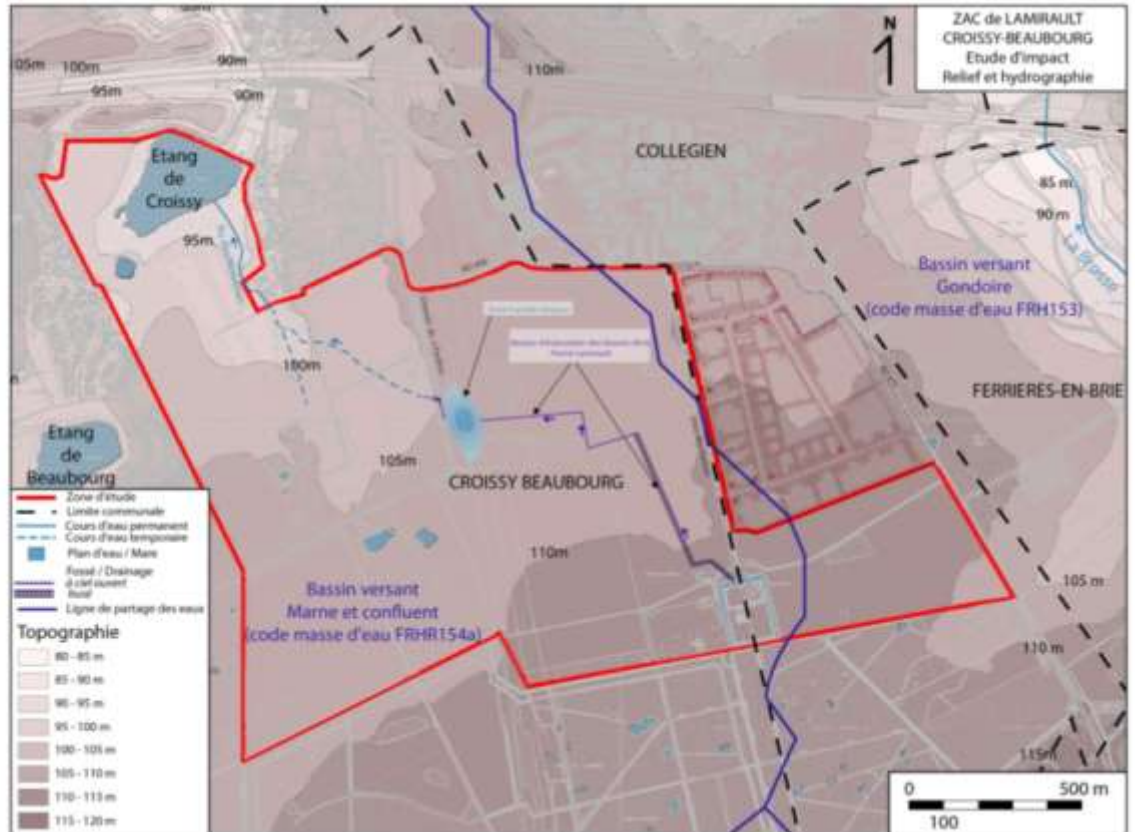 ZAC de LAMIRAULT
CROISSY-BEAUBOURG
Etude d'impact
Relief et hydrographie
N
85m
90m
105m
100m
90m
95m
90m
110m
COLLEGIEN
Etang
de
Croissy
95m
85 m
90 m
La Brosse
Bassin versant
Gondoire
(code masse d'eau FRH153)
FERRIERES-EN-BRIE
100m
Etang
de
Beaubourg
105m
CROISSY BEAUBOURG
110m
105 m
110 m
115m
Bassin versant
Marne et confluent
(code masse d'eau FRHR154a)
Zone d'étude
Limite communale
Cours d'eau permanent
Cours d'eau temporaire
Plan d'eau / Mare
Fossé / Drainage
à ciel ouvert
busé
Ligne de partage des eaux
Topographie
80 - 85 m
85 - 90 m
90 - 95 m
95 - 100 m
100 - 105 m
105 - 110 m
110 - 115 m
115 - 120 m
0
500 m
100